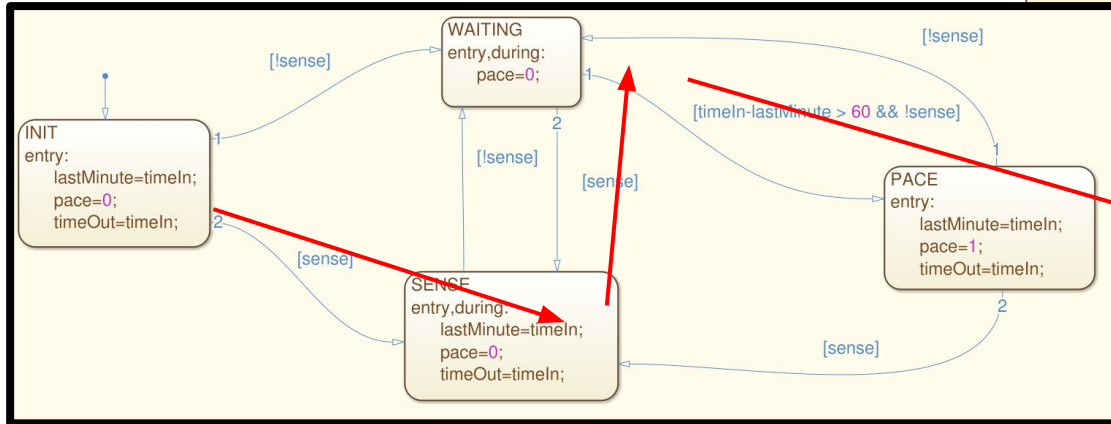 WAITING
entry,during:
pace=0;
[!sense]
[!sense]
1
[timeIn-lastMinute > 60 && !sense]
INIT
entry:
lastMinute=timeIn;
pace=0;
timeOut=timeIn;
1
2
2
[!sense]
[sense]
1
PACE
entry:
lastMinute=timeIn;
pace=1;
timeOut=timeIn;
2
[sense]
SENSE
entry,during:
lastMinute=timeIn;
pace=0;
timeOut=timeIn;
[sense]